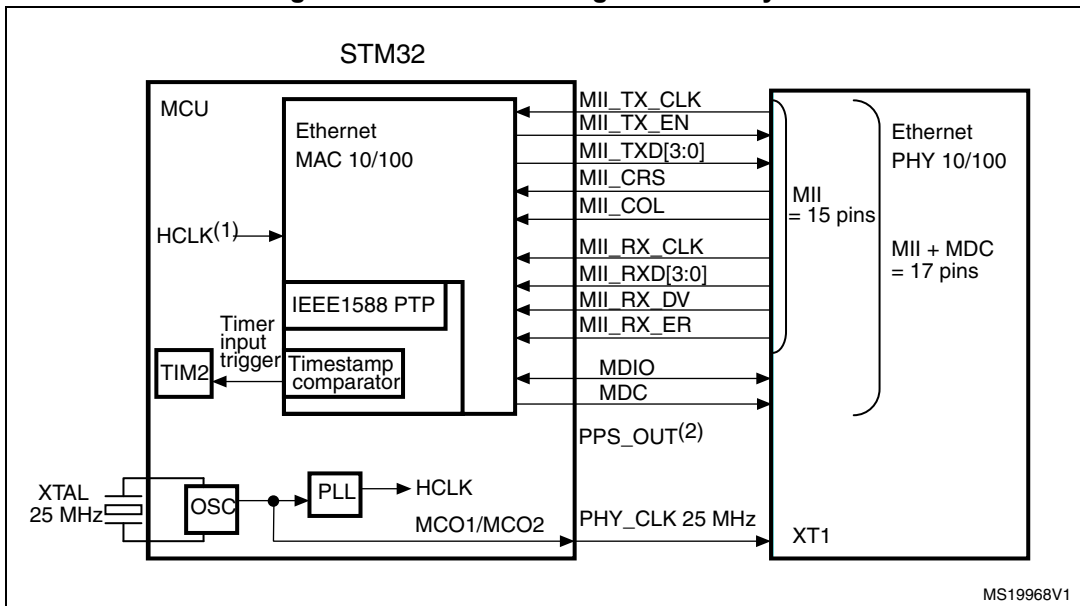 STM32
MCU
Ethernet
MAC 10/100
HCLK(1)
IEEE1588 PTP
Timer
input
trigger
Timestamp
comparator
TIM2
XTAL
25 MHz
OSC
PLL
HCLK
MCO1/MCO2
MII_TX_CLK
MII_TX_EN
MII_TXD[3:0]
MII_CRS
MII_COL
MII_RX_CLK
MII_RXD[3:0]
MII_RX_DV
MII_RX_ER
MDIO
MDC
PPS_OUT(2)
PHY_CLK 25 MHz
MII
= 15 pins
Ethernet
PHY 10/100
MII + MDC
= 17 pins
XT1
MS19968V1